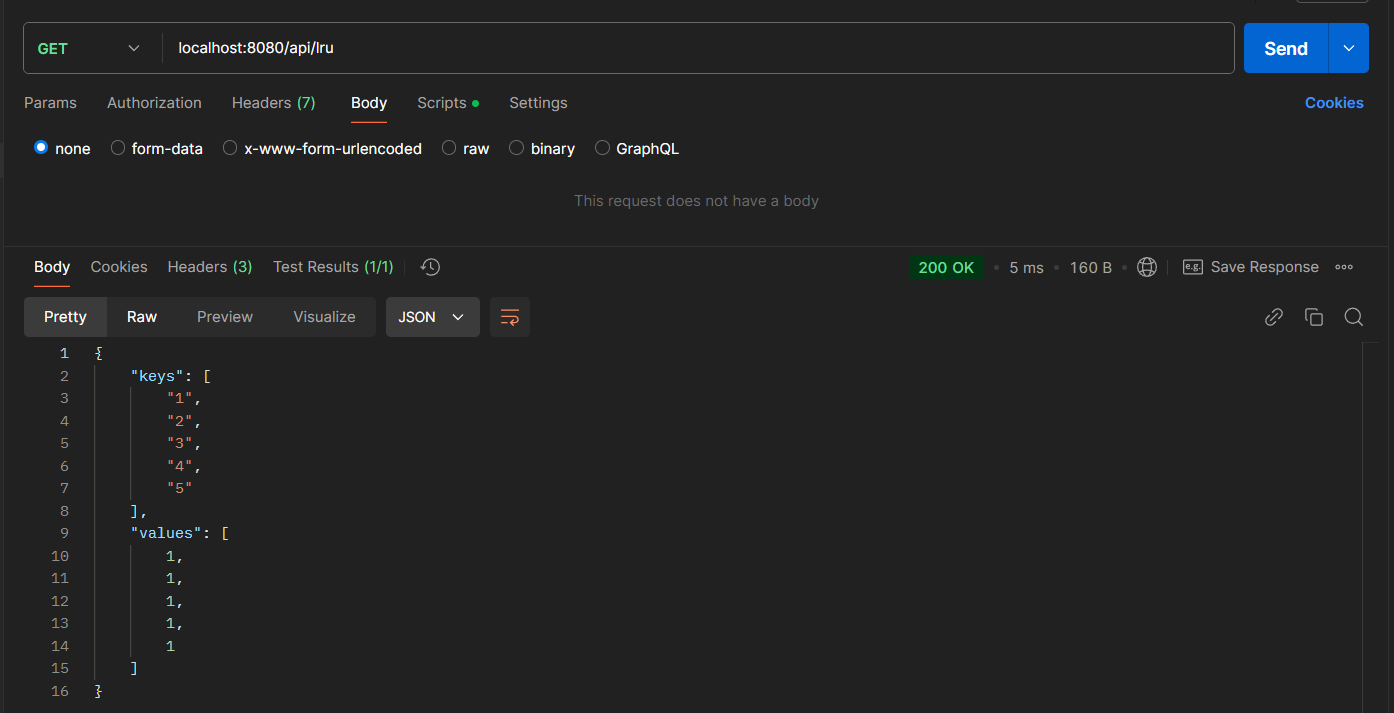 GET localhost:8080/api/lru Send
Params Authorization Headers (7) Body Scripts Settings Cookies
none form-data x-www-form-urlencoded raw binary GraphQL
This request does not have a body
Body Cookies Headers (3) Test Results (1/1) 200 OK • 5 ms • 160 B • e.g. Save Response
Pretty Raw Preview Visualize JSON
1 {
2 "keys": [
3 "1",
4 "2",
5 "3",
6 "4",
7 "5"
8 ],
9 "values": [
10 1,
11 1,
12 1,
13 1,
14 1
15 ]
16 }